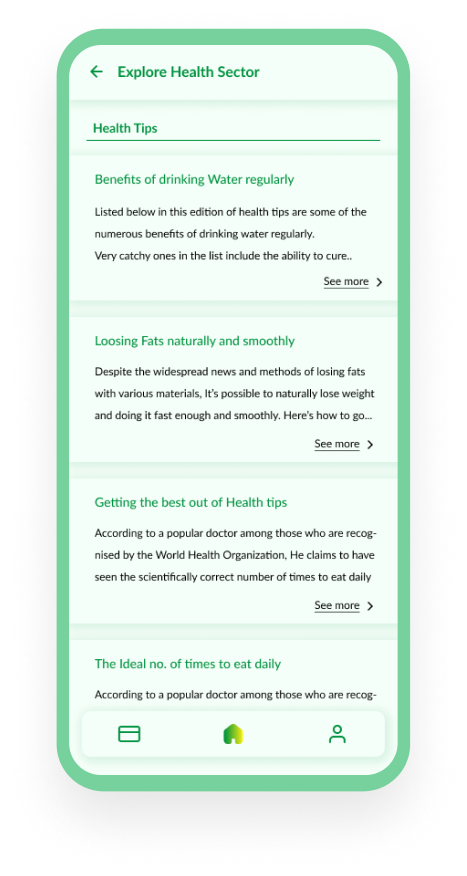 Explore Health Sector
Health Tips
Benefits of drinking Water regularly
Listed below in this edition of health tips are some of the
numerous benefits of drinking water regularly.
Very catchy ones in the list include the ability to cure..
See more
Loosing Fats naturally and smoothly
Despite the widespread news and methods of losing fats
with various materials, It's possible to naturally lose weight
and doing it fast enough and smoothly. Here's how to go...
See more
Getting the best out of Health tips
According to a popular doctor among those who are recog-
nised by the World Health Organization, He claims to have
seen the scientifically correct number of times to eat daily
See more
The Ideal no. of times to eat daily
According to a popular doctor among those who are recog-